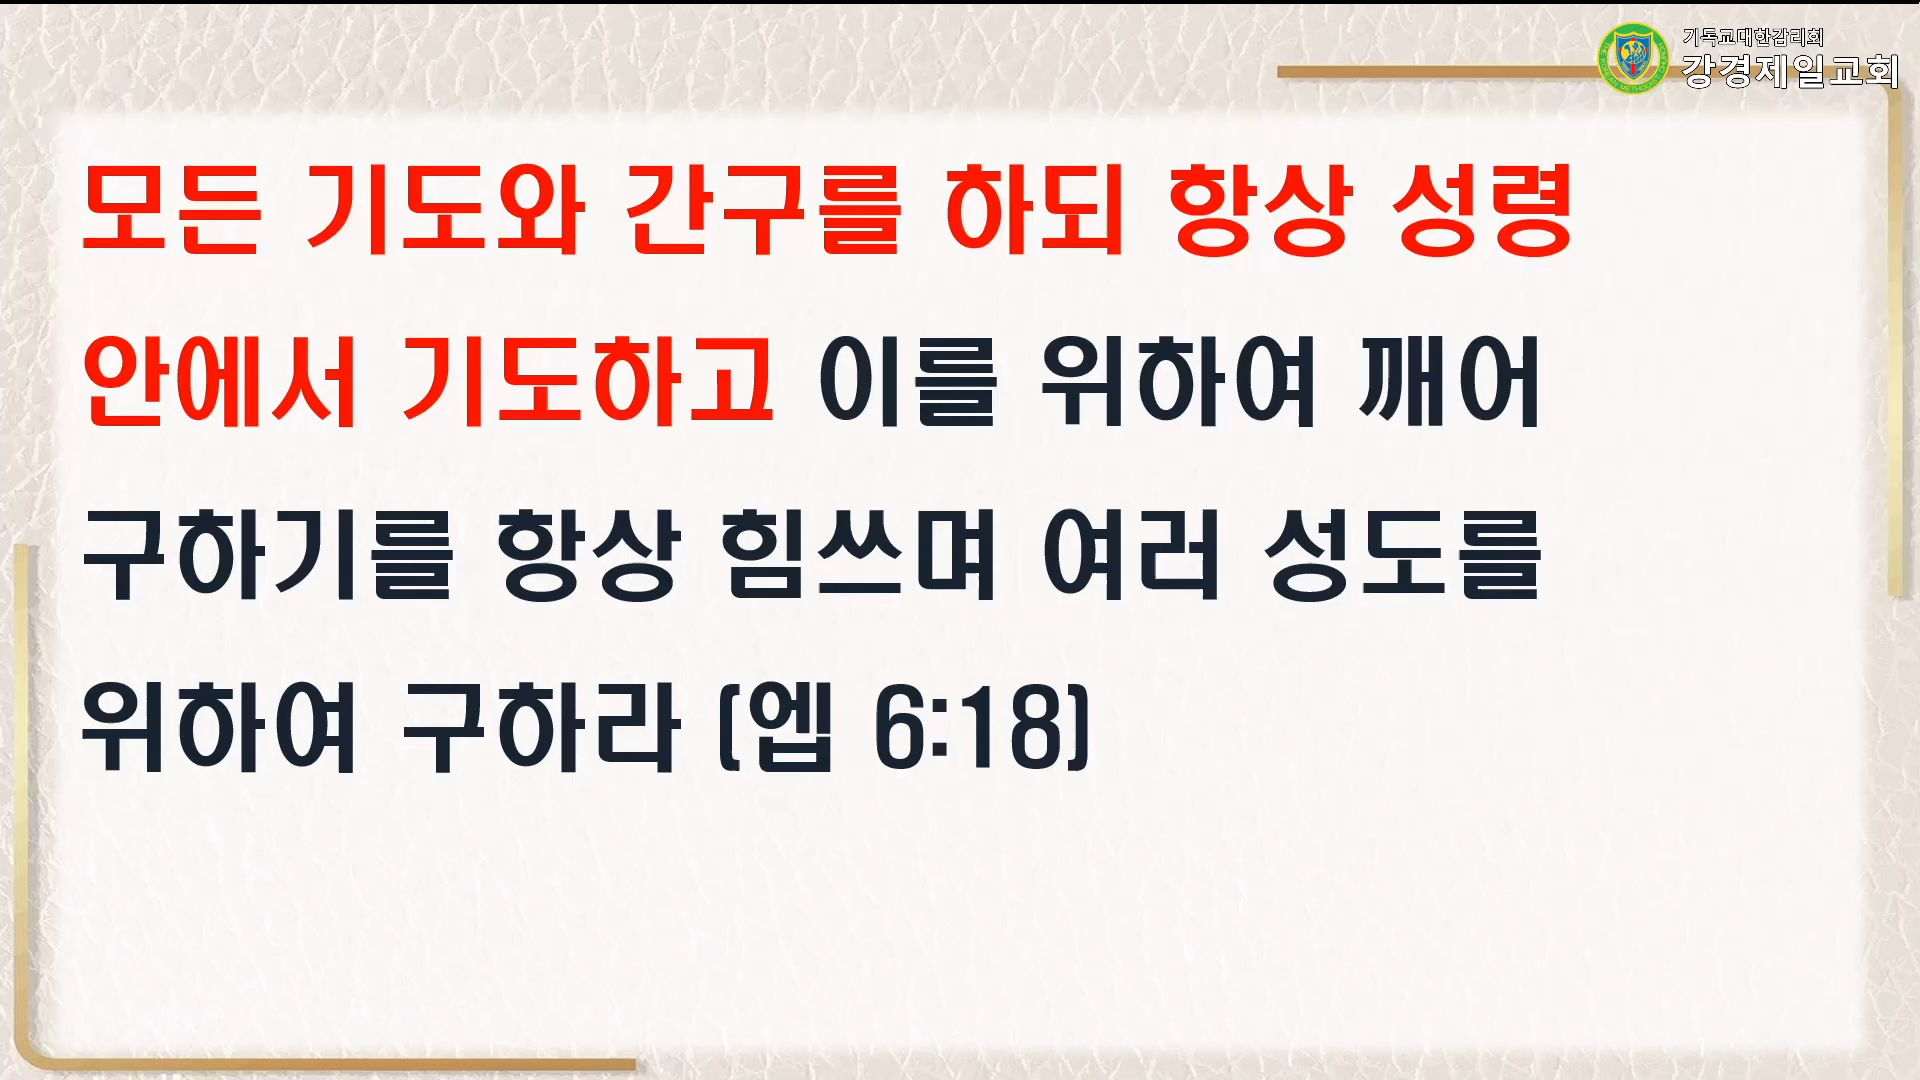 기독교대한감리회
강경제일교회
모든 기도와 간구를 하되 항상 성령
안에서 기도하고 이를 위하여 깨어
구하기를 항상 힘쓰며 여러 성도를
위하여 구하라 (엡 6:18)